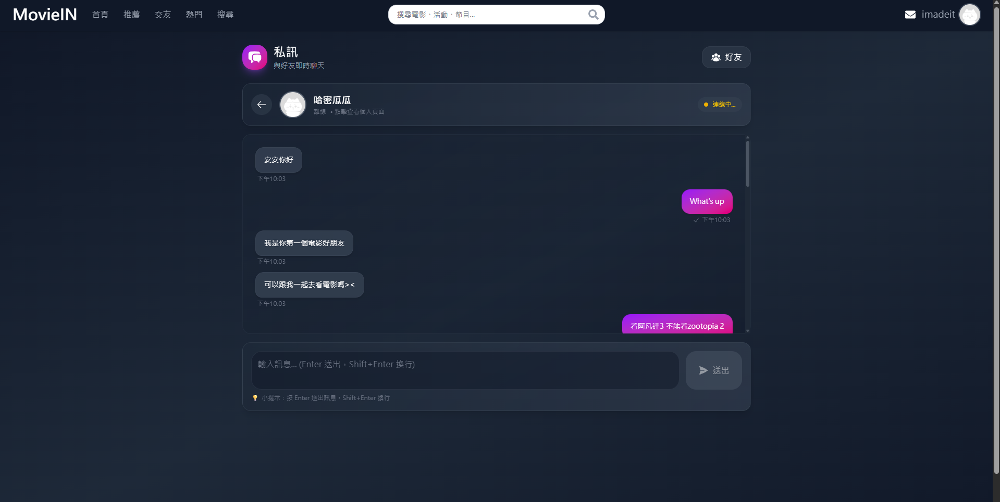 MovieIN 首頁 推薦 交友 熱門 搜尋 搜尋電影、活動、節目... imadeit
私訊
與好友即時聊天
好友
哈密瓜瓜
離線 • 點擊查看個人頁面
連線中...
安安你好
下午10:03
What's up
✓ 下午10:03
我是你第一個電影好朋友
下午10:03
可以跟我一起去看電影嗎><
下午10:03
看阿凡達3 不能看zootopia 2
輸入訊息... (Enter 送出，Shift+Enter 換行)
送出
💡 小提示：按 Enter 送出訊息，Shift+Enter 換行